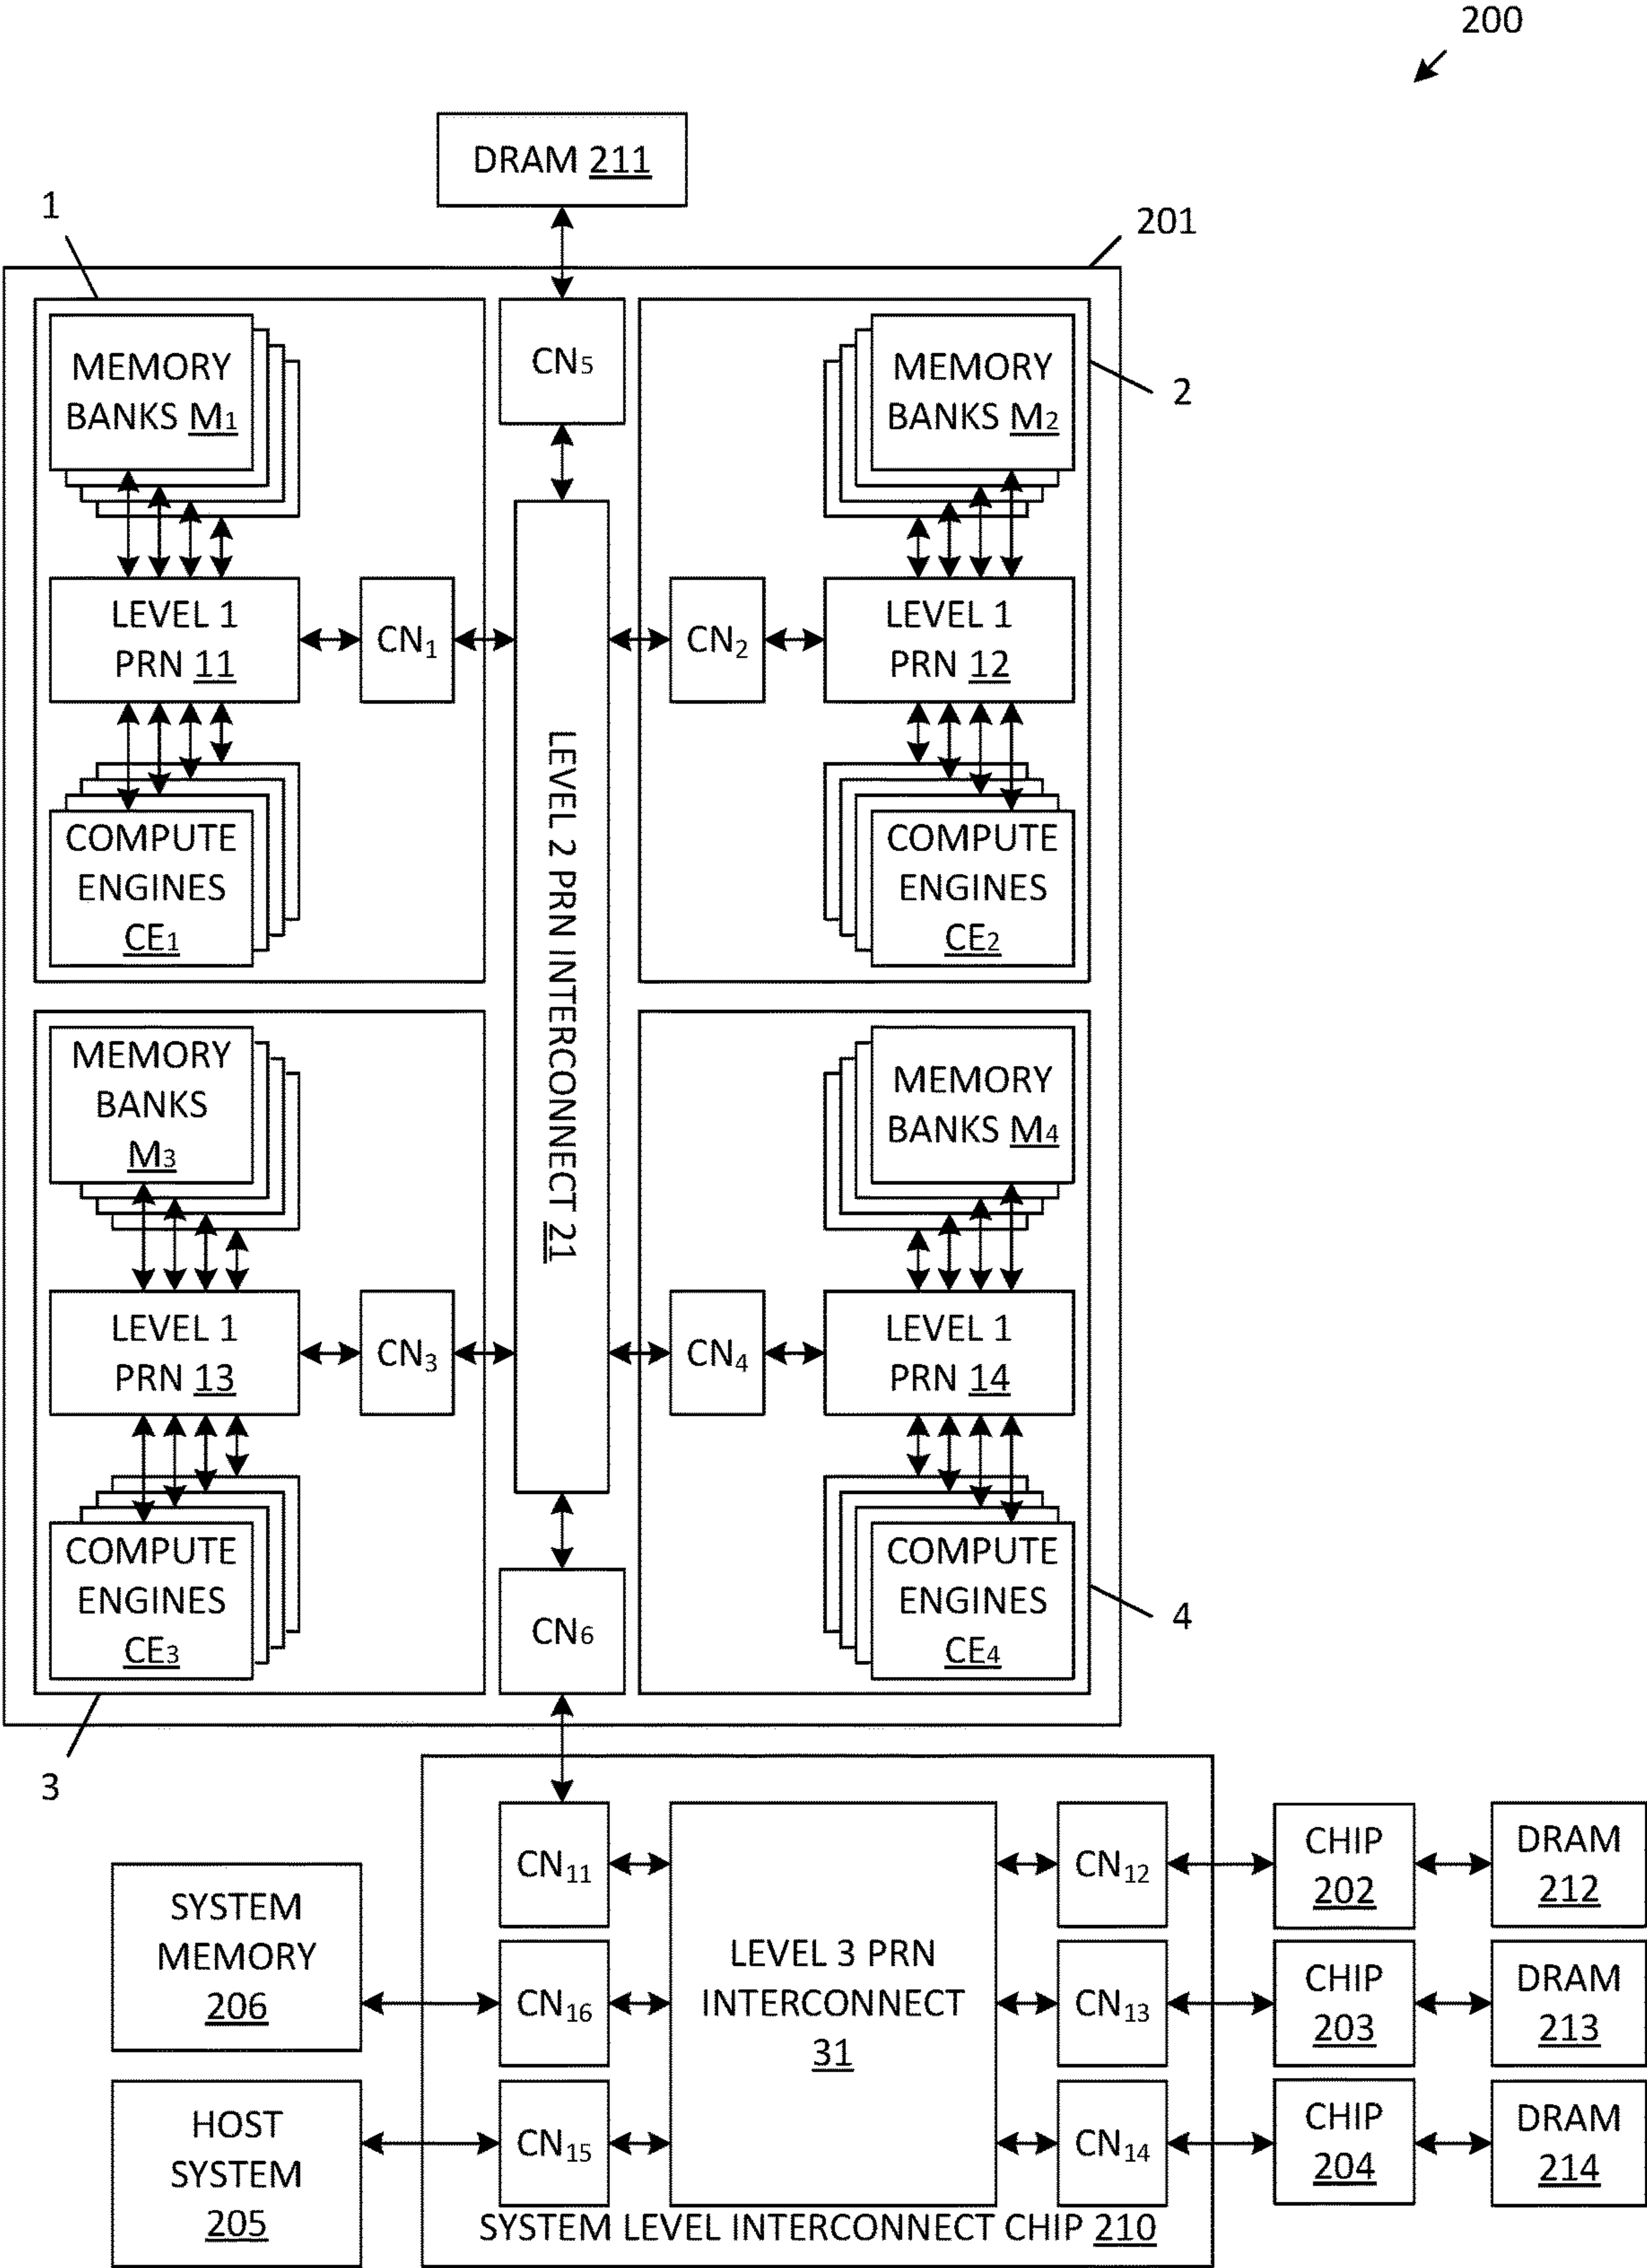 200
DRAM 211
1
201
MEMORY
BANKS M1
CN5
MEMORY
BANKS M2
2
LEVEL 1
PRN 11
CN1
CN2
LEVEL 1
PRN 12
LEVEL 2 PRN INTERCONNECT 21
COMPUTE
ENGINES
CE1
COMPUTE
ENGINES
CE2
MEMORY
BANKS
M3
MEMORY
BANKS M4
LEVEL 1
PRN 13
CN3
CN4
LEVEL 1
PRN 14
COMPUTE
ENGINES
CE3
CN6
COMPUTE
ENGINES
CE4
4
3
CN11
CN12
CHIP
202
DRAM
212
SYSTEM
MEMORY
206
CN16
LEVEL 3 PRN
INTERCONNECT
31
CN13
CHIP
203
DRAM
213
HOST
SYSTEM
205
CN15
CN14
CHIP
204
DRAM
214
SYSTEM LEVEL INTERCONNECT CHIP 210